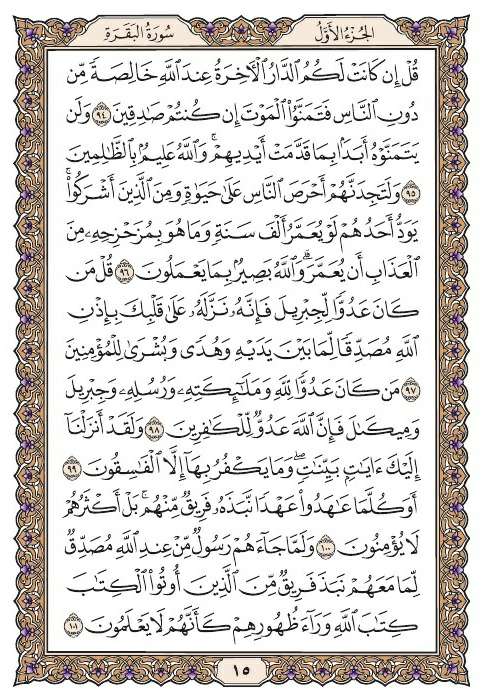 الجزء الأول
سورة البقرة
قُلْ إِن كَانَتْ لَكُمُ الدَّارُ الْآخِرَةُ عِندَ اللَّهِ خَالِصَةً مِّن
دُونِ النَّاسِ فَتَمَنَّوُا الْمَوْتَ إِن كُنتُمْ صَادِقِينَ ٩٤ وَلَن
يَتَمَنَّوْهُ أَبَدًا بِمَا قَدَّمَتْ أَيْدِيهِمْ ۗ وَاللَّهُ عَلِيمٌ بِالظَّالِمِينَ
٩٥ وَلَتَجِدَنَّهُمْ أَحْرَصَ النَّاسِ عَلَىٰ حَيَاةٍ وَمِنَ الَّذِينَ أَشْرَكُوا ۚ
يَوَدُّ أَحَدُهُمْ لَوْ يُعَمَّرُ أَلْفَ سَنَةٍ وَمَا هُوَ بِمُزَحْزِحِهِ مِنَ
الْعَذَابِ أَن يُعَمَّرَ ۗ وَاللَّهُ بَصِيرٌ بِمَا يَعْمَلُونَ ٩٦ قُلْ مَن
كَانَ عَدُوًّا لِّجِبْرِيلَ فَإِنَّهُ نَزَّلَهُ عَلَىٰ قَلْبِكَ بِإِذْنِ
اللَّهِ مُصَدِّقًا لِّمَا بَيْنَ يَدَيْهِ وَهُدًى وَبُشْرَىٰ لِلْمُؤْمِنِينَ
٩٧ مَن كَانَ عَدُوًّا لِّلَّهِ وَمَلَائِكَتِهِ وَرُسُلِهِ وَجِبْرِيلَ
وَمِيكَالَ فَإِنَّ اللَّهَ عَدُوٌّ لِّلْكَافِرِينَ ٩٨ وَلَقَدْ أَنزَلْنَا
إِلَيْكَ آيَاتٍ بَيِّنَاتٍ ۖ وَمَا يَكْفُرُ بِهَا إِلَّا الْفَاسِقُونَ ٩٩
أَوَكُلَّمَا عَاهَدُوا عَهْدًا نَّبَذَهُ فَرِيقٌ مِّنْهُم ۚ بَلْ أَكْثَرُهُمْ
لَا يُؤْمِنُونَ ١٠٠ وَلَمَّا جَاءَهُمْ رَسُولٌ مِّنْ عِندِ اللَّهِ مُصَدِّقٌ
لِّمَا مَعَهُمْ نَبَذَ فَرِيقٌ مِّنَ الَّذِينَ أُوتُوا الْكِتَابَ
كِتَابَ اللَّهِ وَرَاءَ ظُهُورِهِمْ كَأَنَّهُمْ لَا يَعْلَمُونَ ١٠١
١٥